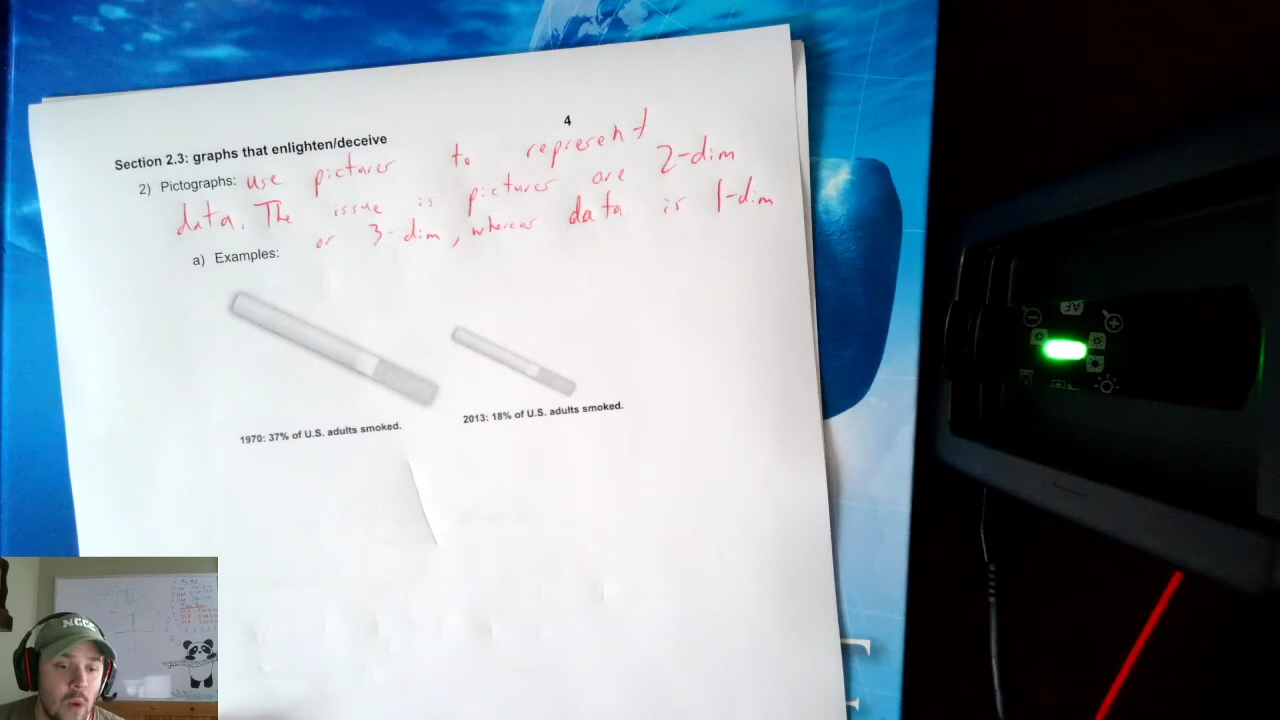 4
Section 2.3: graphs that enlighten/deceive
2) Pictographs: use pictures to represent
data. The issue is pictures are 2-dim
or 3-dim, whereas data is 1-dim
a) Examples:
1970: 37% of U.S. adults smoked.
2013: 18% of U.S. adults smoked.
AF
NCCC